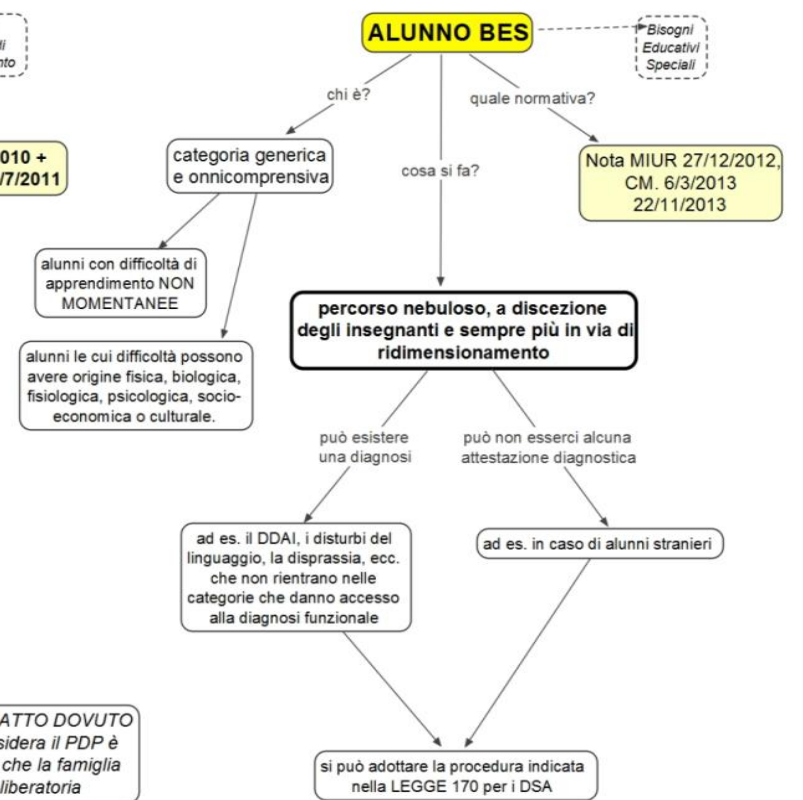 ALUNNO BES
Bisogni
Educativi
Speciali
chi è?
quale normativa?
cosa si fa?
010 +
/7/2011
categoria generica
e onnicomprensiva
Nota MIUR 27/12/2012,
CM. 6/3/2013
22/11/2013
alunni con difficoltà di
apprendimento NON
MOMENTANEE
alunni le cui difficoltà possono
avere origine fisica, biologica,
fisiologica, psicologica, socio-
economica o culturale.
percorso nebuloso, a discezione
degli insegnanti e sempre più in via di
ridimensionamento
può esistere
una diagnosi
può non esserci alcuna
attestazione diagnostica
ad es. il DDAI, i disturbi del
linguaggio, la disprassia, ecc.
che non rientrano nelle
categorie che danno accesso
alla diagnosi funzionale
ad es. in caso di alunni stranieri
ATTO DOVUTO
sidera il PDP è
che la famiglia
liberatoria
si può adottare la procedura indicata
nella LEGGE 170 per i DSA